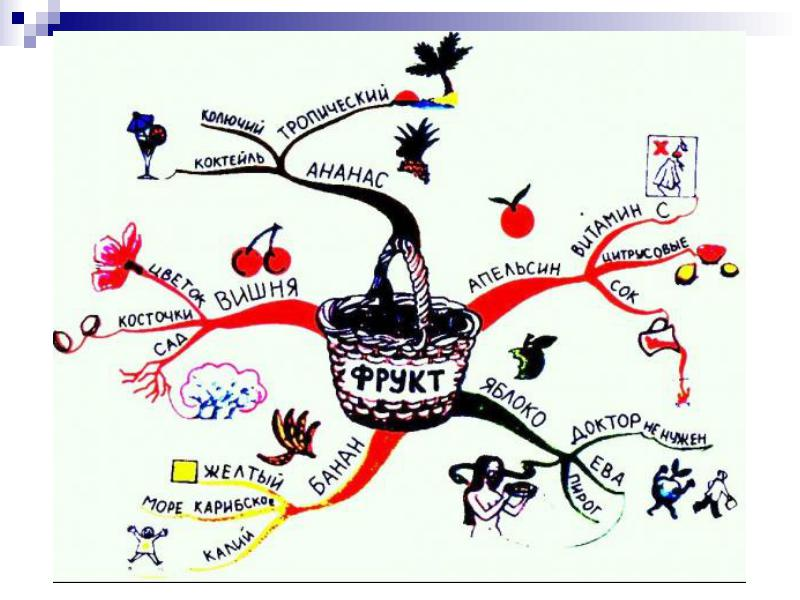 КОЛЮЧИЙ
ТРОПИЧЕСКИЙ
КОКТЕЙЛЬ
АНАНАС
ВИТАМИН С
ЦИТРУСОВЫЕ
АПЕЛЬСИН
СОК
ЦВЕТОК
ВИШНЯ
КОСТОЧКИ
САД
ФРУКТ
ЯБЛОКО
ДОКТОР НЕ НУЖЕН
ЕВА
ПИРОГ
БАНАН
ЖЕЛТЫЙ
МОРЕ КАРИБСКОЕ
КАЛИЙ